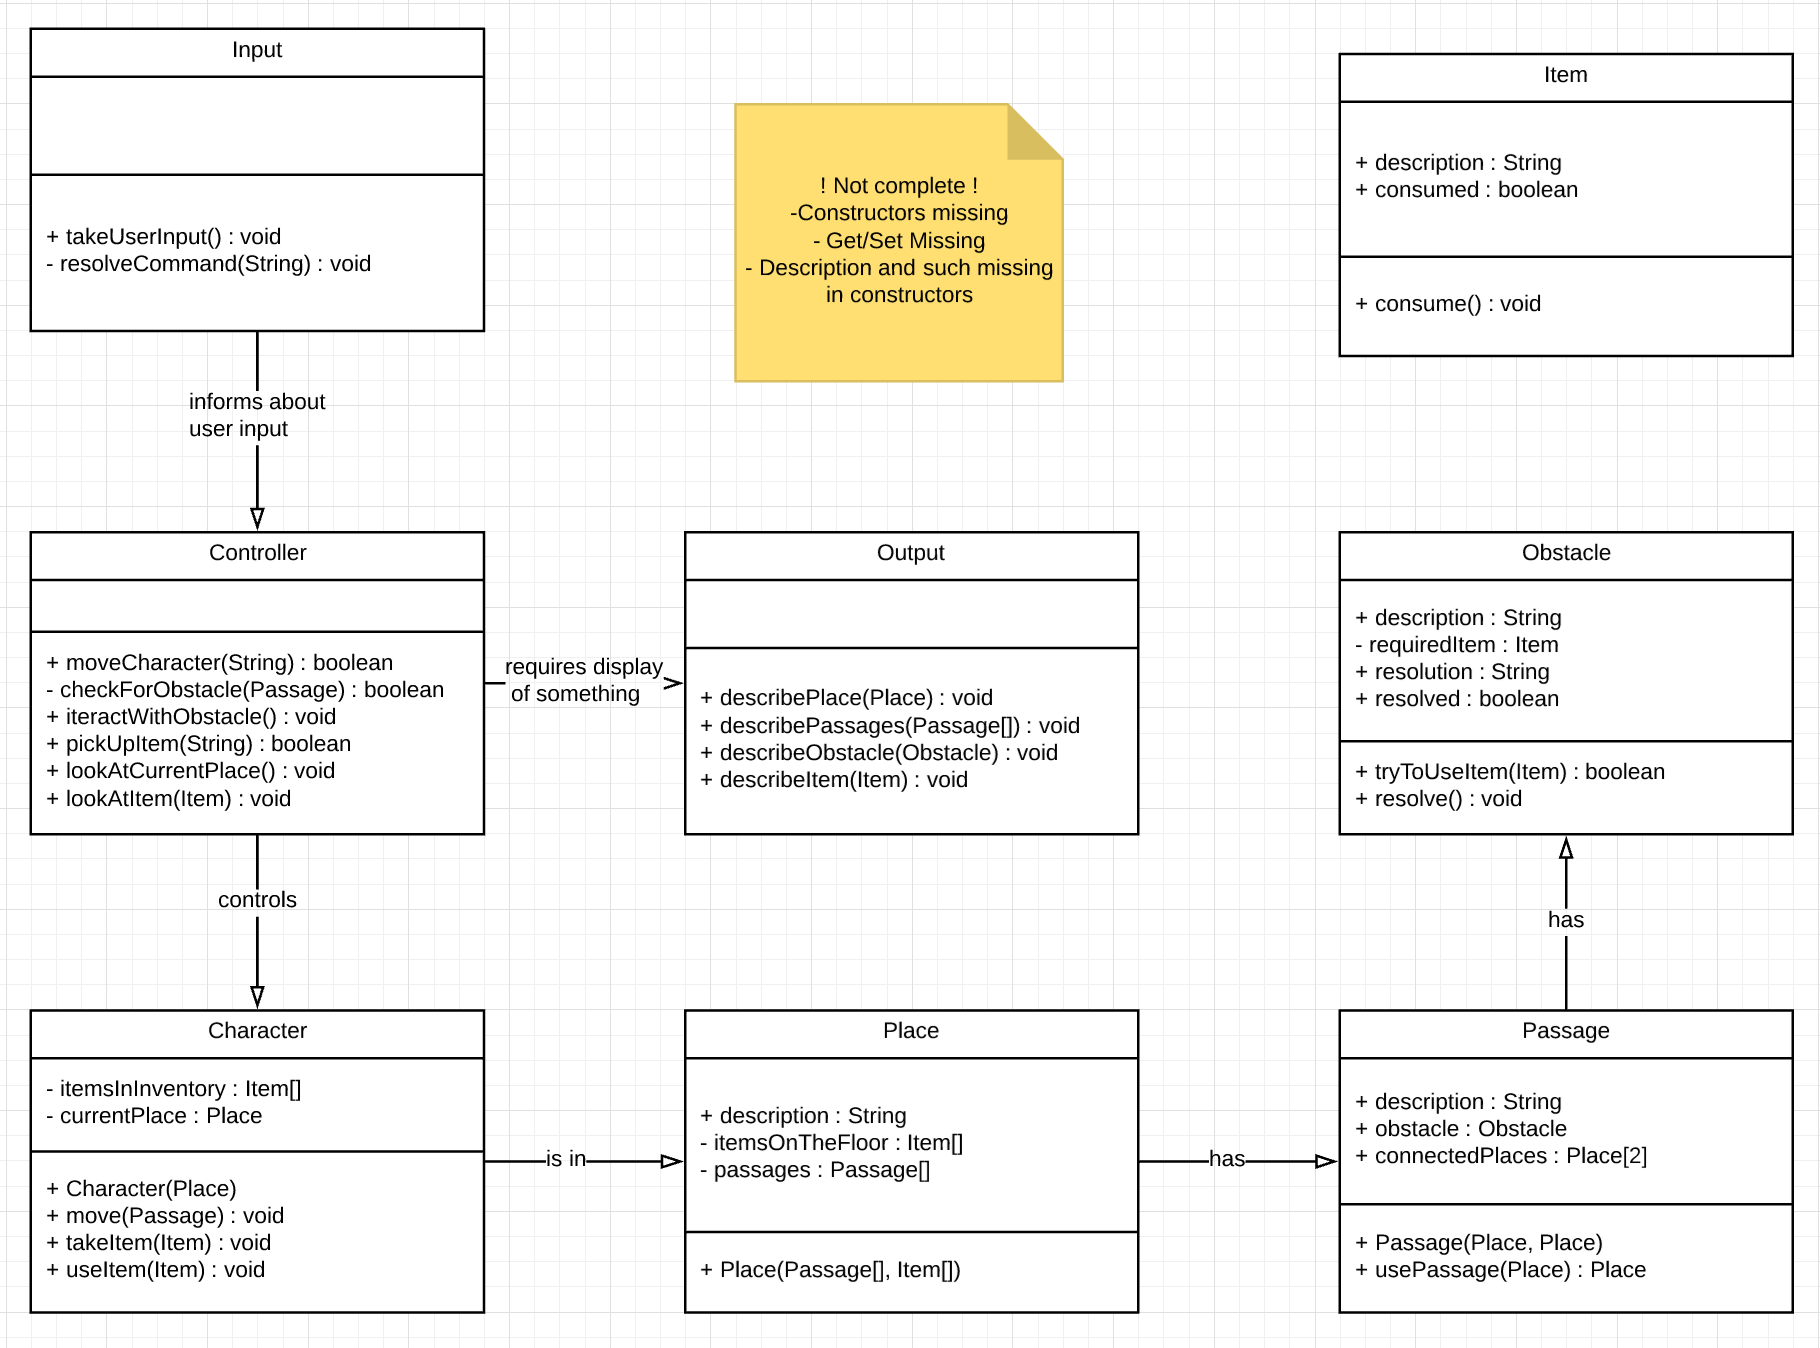 Input
+ takeUserInput() : void
- resolveCommand(String) : void
! Not complete !
-Constructors missing
- Get/Set Missing
- Description and such missing
in constructors
Item
+ description : String
+ consumed : boolean
+ consume() : void
informs about
user input
Controller
+ moveCharacter(String) : boolean
- checkForObstacle(Passage) : boolean
+ iteractWithObstacle() : void
+ pickUpItem(String) : boolean
+ lookAtCurrentPlace() : void
+ lookAtItem(Item) : void
requires display
of something
Output
+ describePlace(Place) : void
+ describePassages(Passage[]) : void
+ describeObstacle(Obstacle) : void
+ describeItem(Item) : void
Obstacle
+ description : String
- requiredItem : Item
+ resolution : String
+ resolved : boolean
+ tryToUseItem(Item) : boolean
+ resolve() : void
controls
has
Character
- itemsInInventory : Item[]
- currentPlace : Place
+ Character(Place)
+ move(Passage) : void
+ takeItem(Item) : void
+ useItem(Item) : void
is in
Place
+ description : String
- itemsOnTheFloor : Item[]
- passages : Passage[]
+ Place(Passage[], Item[])
has
Passage
+ description : String
+ obstacle : Obstacle
+ connectedPlaces : Place[2]
+ Passage(Place, Place)
+ usePassage(Place) : Place